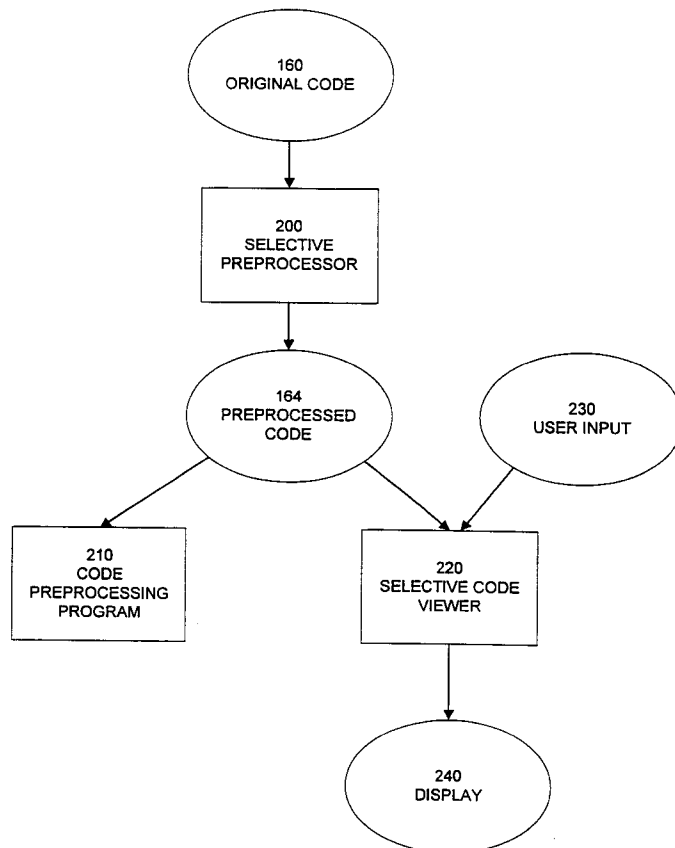 160
ORIGINAL CODE
200
SELECTIVE
PREPROCESSOR
164
PREPROCESSED
CODE
230
USER INPUT
210
CODE
PREPROCESSING
PROGRAM
220
SELECTIVE CODE
VIEWER
240
DISPLAY